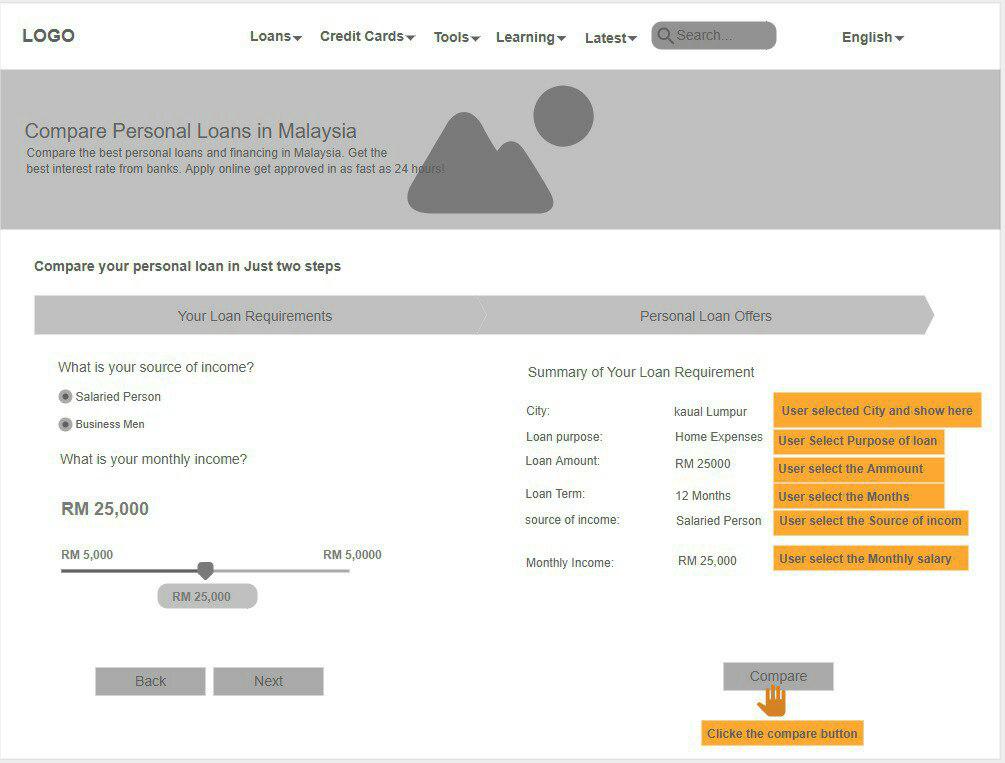 LOGO
Loans
Credit Cards
Tools
Learning
Latest
Search...
English
Compare Personal Loans in Malaysia
Compare the best personal loans and financing in Malaysia. Get the
best interest rate from banks. Apply online get approved in as fast as 24 hours!
Compare your personal loan in Just two steps
Your Loan Requirements
Personal Loan Offers
What is your source of income?
Salaried Person
Business Men
What is your monthly income?
RM 25,000
RM 5,000
RM 5,0000
RM 25,000
Back
Next
Summary of Your Loan Requirement
City:
kaual Lumpur
User selected City and show here
Loan purpose:
Home Expenses
User Select Purpose of loan
Loan Amount:
RM 25000
User select the Ammount
Loan Term:
12 Months
User select the Months
source of income:
Salaried Person
User select the Source of incom
Monthly Income:
RM 25,000
User select the Monthly salary
Compare
Clicke the compare button